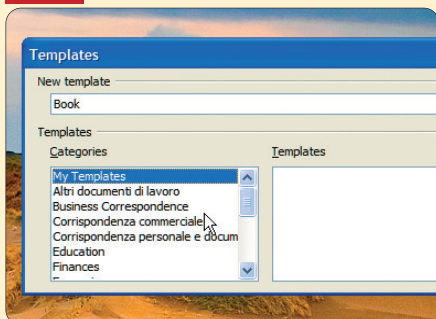 Templates
New template
Book
Templates
Categories
Templates
My Templates
Altri documenti di lavoro
Business Correspondence
Corrispondenza commerciale
Corrispondenza personale e docum
Education
Finances